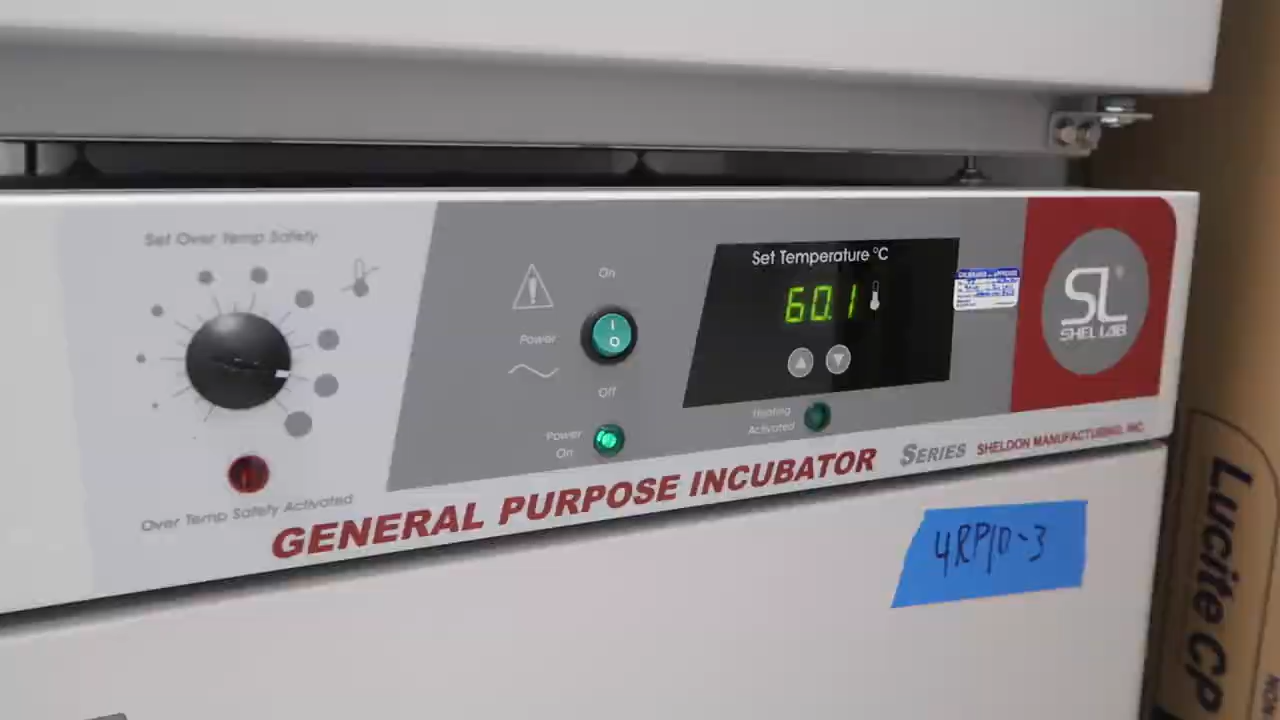 Set Over Temp Safety
On
Power
Off
Power
On
Set Temperature °C
60.1
Heating
Activated
SL®
SHEL LAB
Over Temp Safety Activated
GENERAL PURPOSE INCUBATOR SERIES SHELDON MANUFACTURING, INC.
4RP10-3
Lucite CP
NON